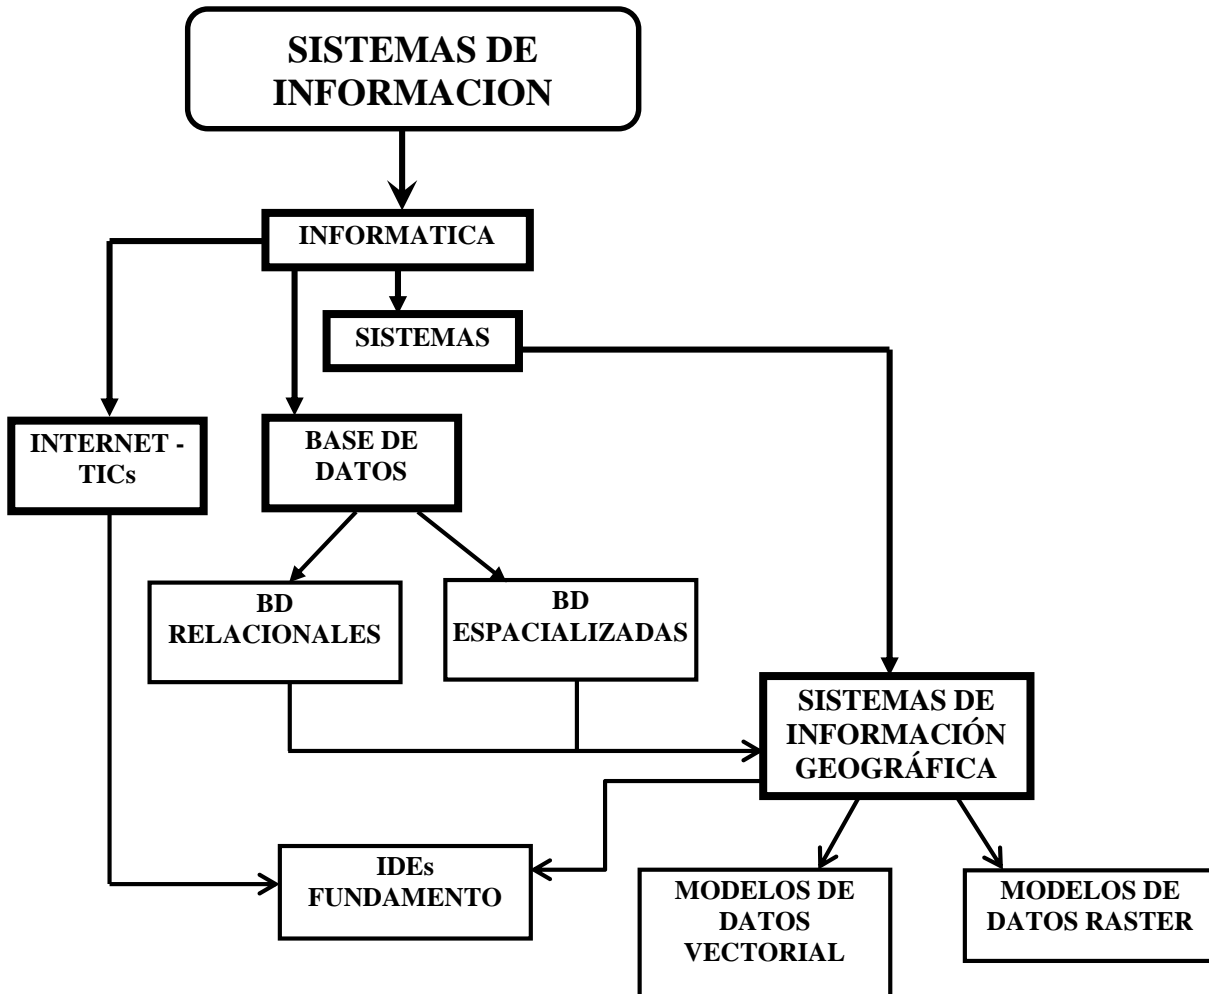 SISTEMAS DE
INFORMACION
INFORMATICA
SISTEMAS
INTERNET -
TICs
BASE DE
DATOS
BD
RELACIONALES
BD
ESPACIALIZADAS
SISTEMAS DE
INFORMACIÓN
GEOGRÁFICA
IDEs
FUNDAMENTO
MODELOS DE
DATOS
VECTORIAL
MODELOS DE
DATOS RASTER